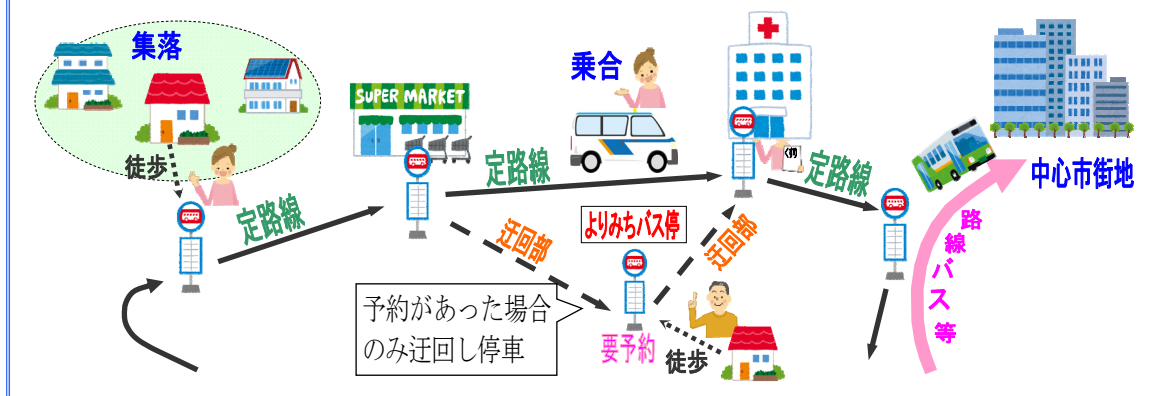 集落
徒歩
定路線
SUPER MARKET
定路線
乗合
定路線
中心市街地
路線バス等
迂回部
よりみちバス停
迂回部
予約があった場合
のみ迂回し停車
要予約
徒歩